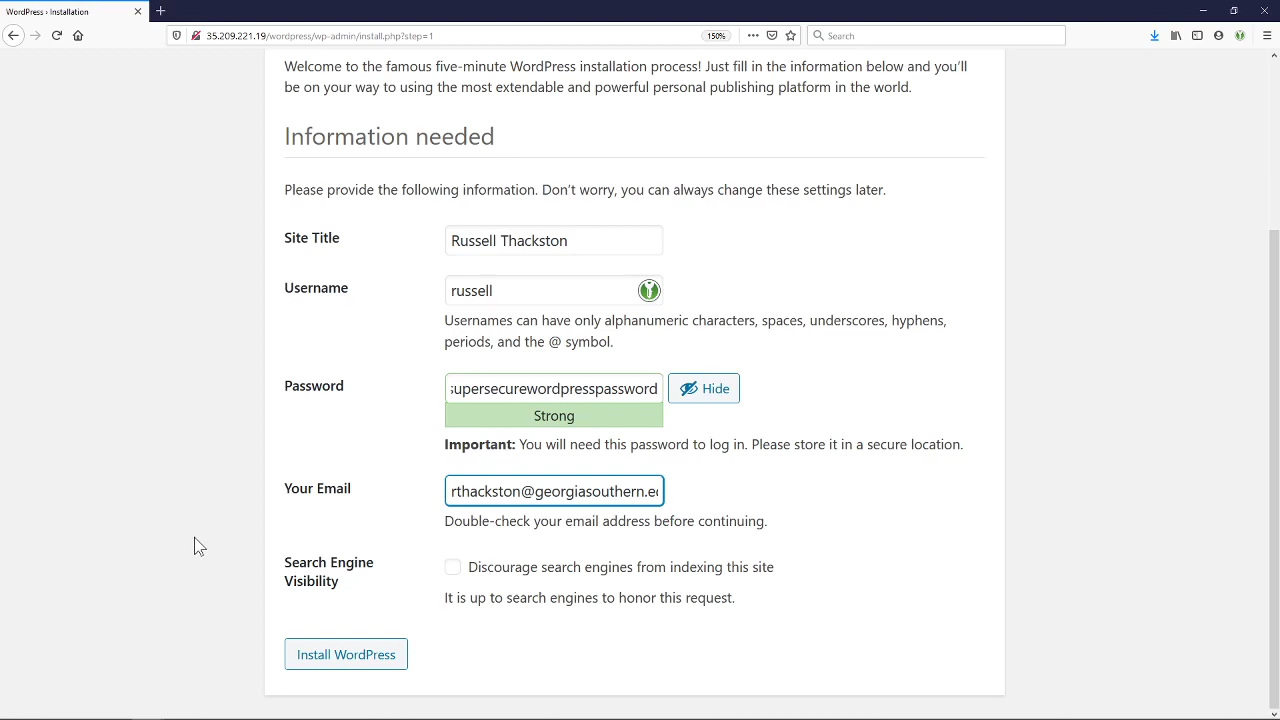 WordPress › Installation
35.209.221.19/wordpress/wp-admin/install.php?step=1
150%
Search
Welcome to the famous five-minute WordPress installation process! Just fill in the information below and you’ll
be on your way to using the most extendable and powerful personal publishing platform in the world.
Information needed
Please provide the following information. Don’t worry, you can always change these settings later.
Site Title
Russell Thackston
Username
russell
Usernames can have only alphanumeric characters, spaces, underscores, hyphens,
periods, and the @ symbol.
Password
supersecurewordpresspassword
Hide
Strong
Important: You will need this password to log in. Please store it in a secure location.
Your Email
rthackston@georgiasouthern.e
Double-check your email address before continuing.
Search Engine
Visibility
Discourage search engines from indexing this site
It is up to search engines to honor this request.
Install WordPress